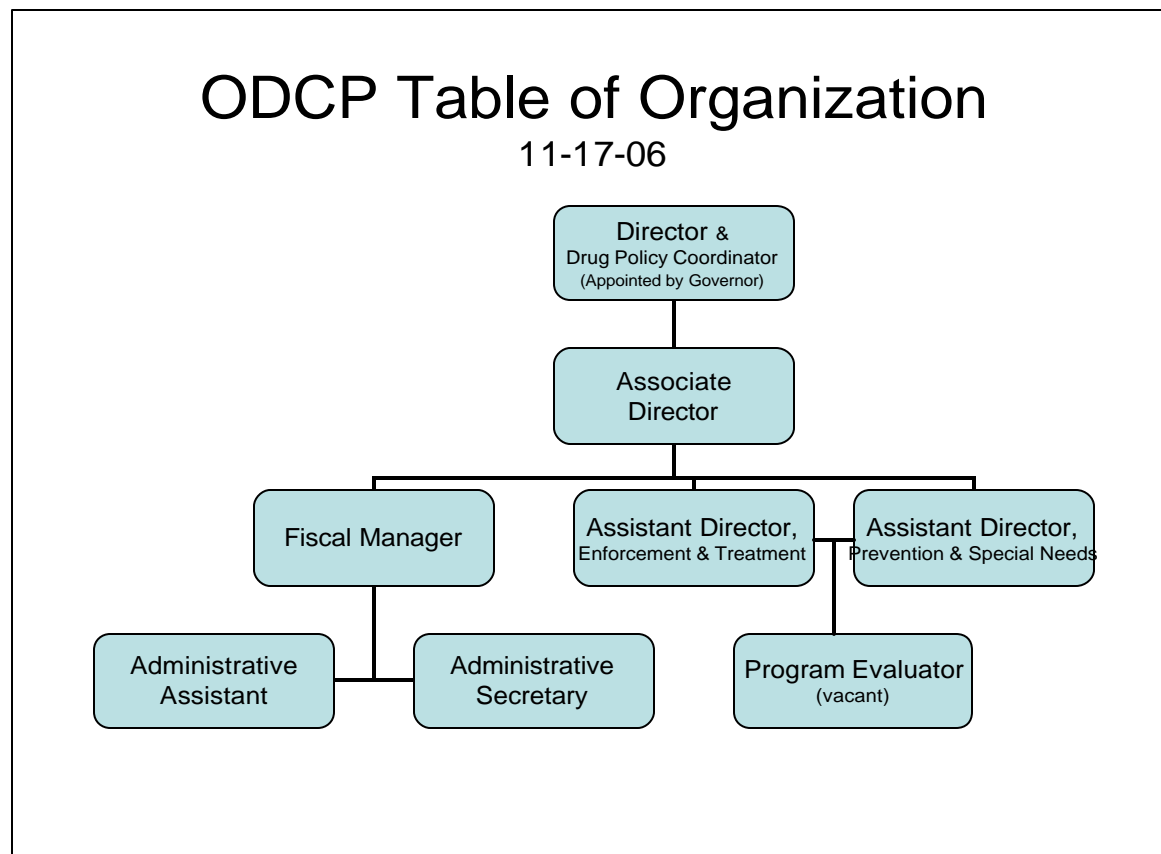 ODCP Table of Organization
11-17-06
Director &
Drug Policy Coordinator
(Appointed by Governor)
Associate
Director
Fiscal Manager
Assistant Director,
Enforcement & Treatment
Assistant Director,
Prevention & Special Needs
Administrative
Assistant
Administrative
Secretary
Program Evaluator
(vacant)